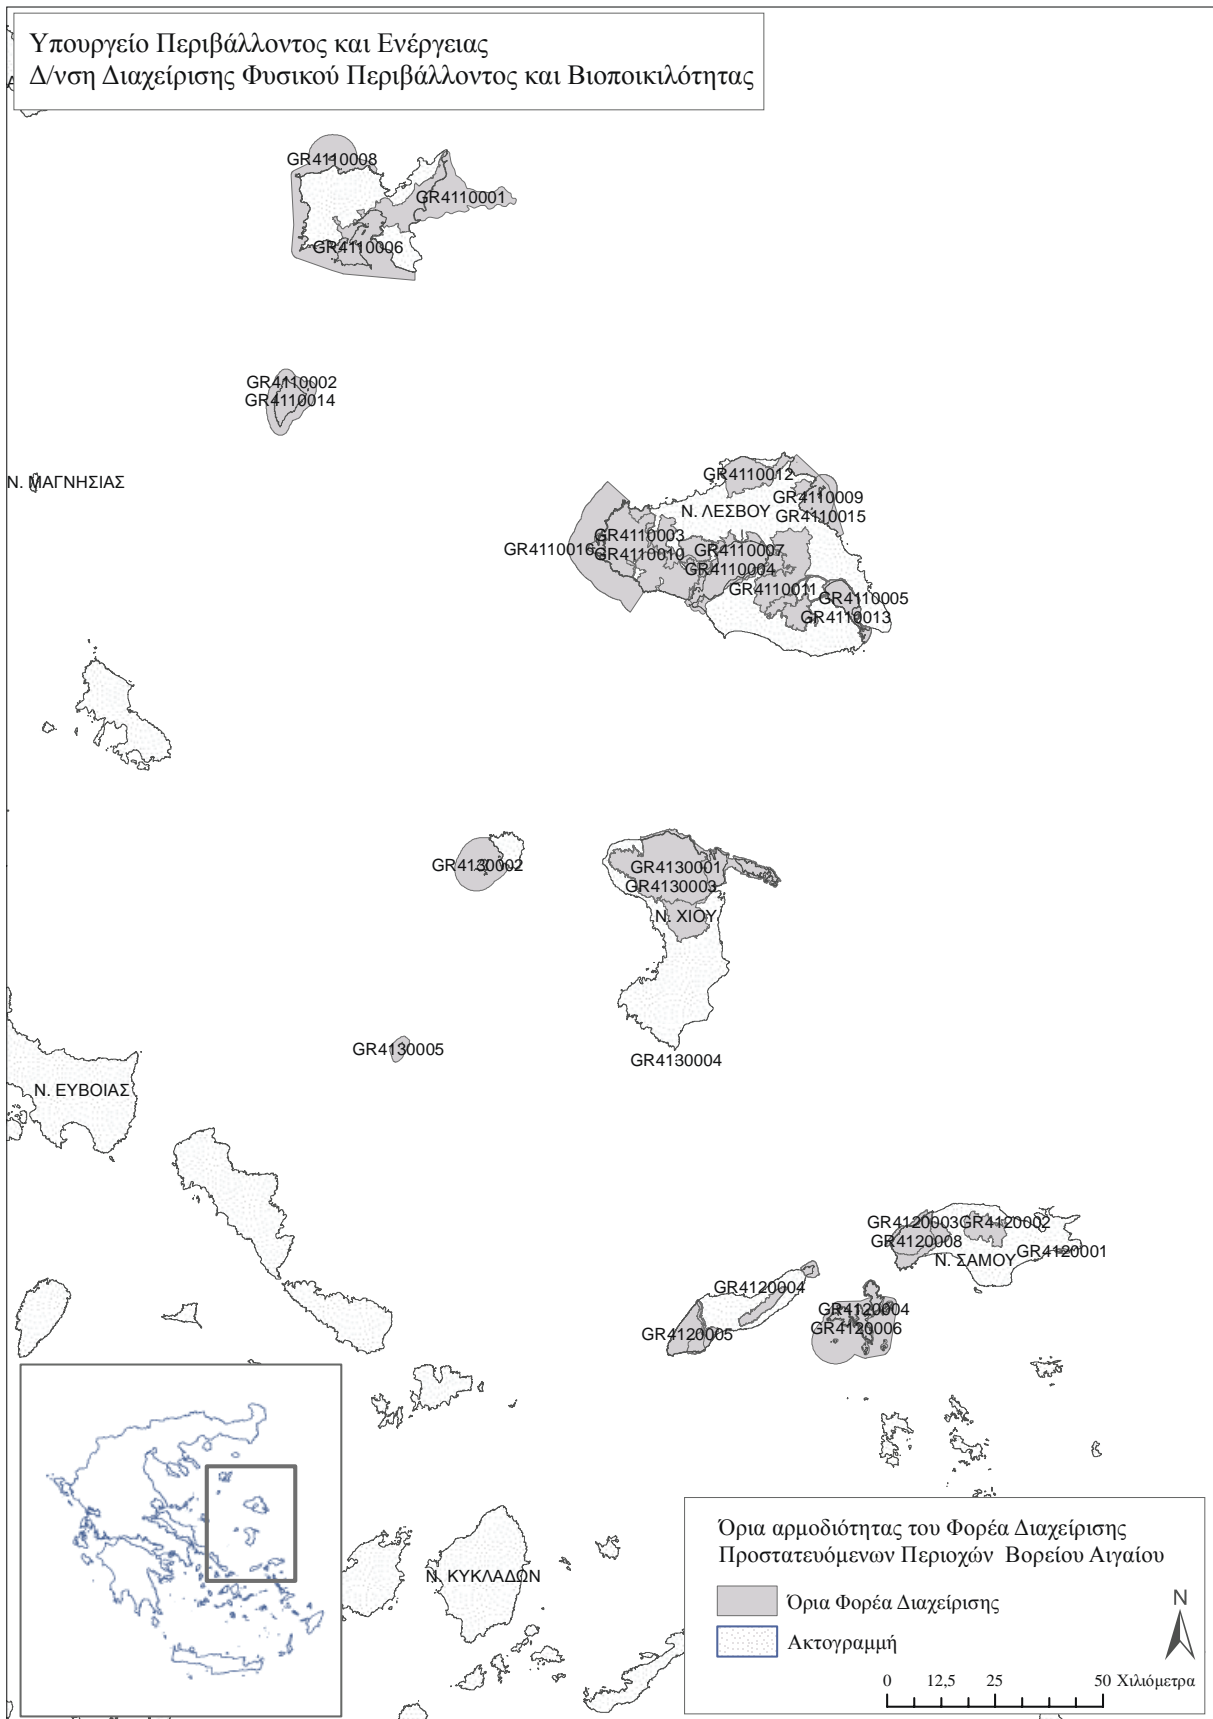 Υπουργείο Περιβάλλοντος και Ενέργειας
Δ/νση Διαχείρισης Φυσικού Περιβάλλοντος και Βιοποικιλότητας
GR4110008
GR4110001
GR4110006
GR4110002
GR4110014
Ν. ΜΑΓΝΗΣΙΑΣ
GR4110012
GR4110009
Ν. ΛΕΣΒΟΥ
GR4110015
GR4110003
GR4110016
GR4110010
GR4110007
GR4110004
GR4110011
GR4110005
GR4110013
GR4130002
GR4130001
GR4130003
Ν. ΧΙΟΥ
GR4130005
GR4130004
Ν. ΕΥΒΟΙΑΣ
GR4120003
GR4120002
GR4120008
GR4120001
Ν. ΣΑΜΟΥ
GR4120004
GR4120004
GR4120006
GR4120005
Ν. ΚΥΚΛΑΔΩΝ
Όρια αρμοδιότητας του Φορέα Διαχείρισης
Προστατευόμενων Περιοχών Βορείου Αιγαίου
Όρια Φορέα Διαχείρισης
Ακτογραμμή
N
0 12,5 25 50 Χιλιόμετρα